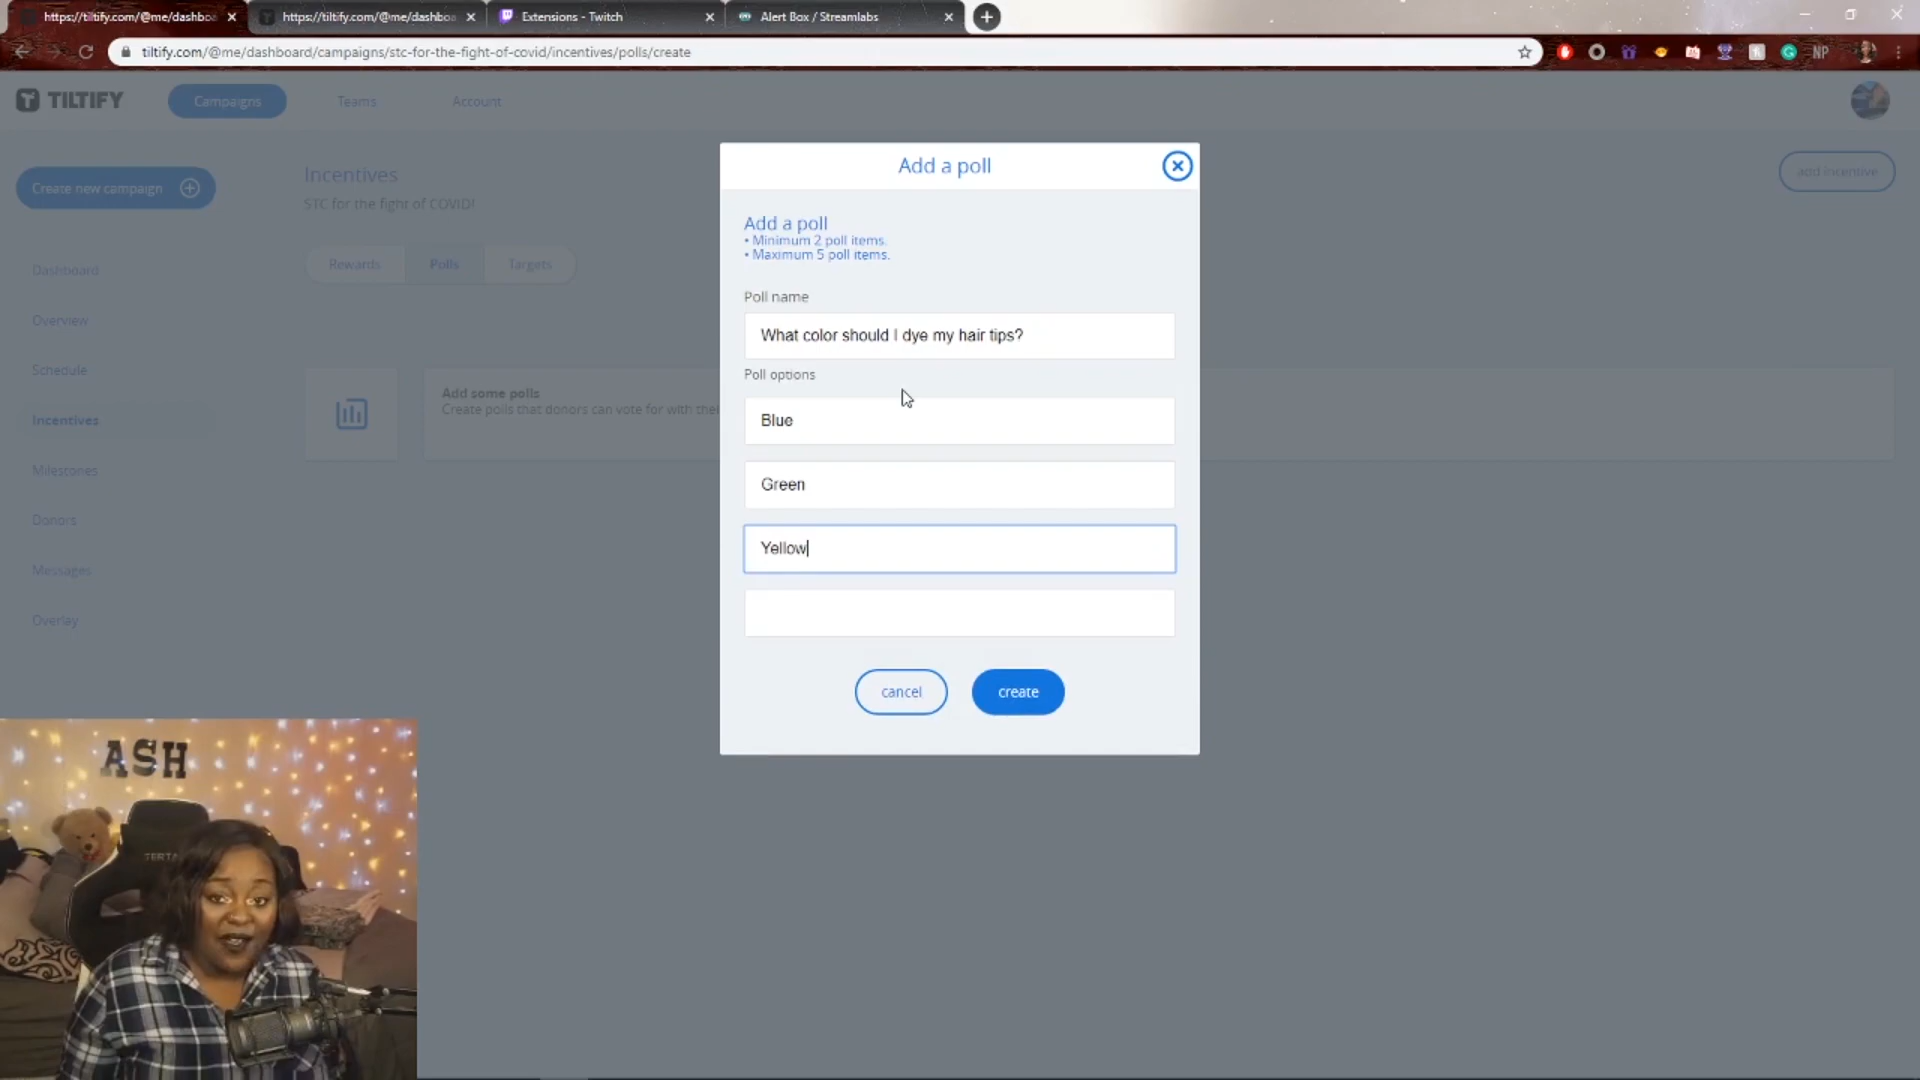 https://tiltify.com/@me/dashboa
https://tiltify.com/@me/dashboa
Extensions - Twitch
Alert Box / Streamlabs
tiltify.com/@me/dashboard/campaigns/stc-for-the-fight-of-covid/incentives/polls/create
NP
TILTIFY
Campaigns
Teams
Account
Create new campaign
Incentives
STC for the fight of COVID!
add incentive
Rewards
Polls
Targets
Dashboard
Overview
Schedule
Incentives
Milestones
Donors
Messages
Overlay
Add some polls
Create polls that donors can vote for with thei
Add a poll
Add a poll
• Minimum 2 poll items.
• Maximum 5 poll items.
Poll name
What color should I dye my hair tips?
Poll options
Blue
Green
Yellow
cancel
create
ASH